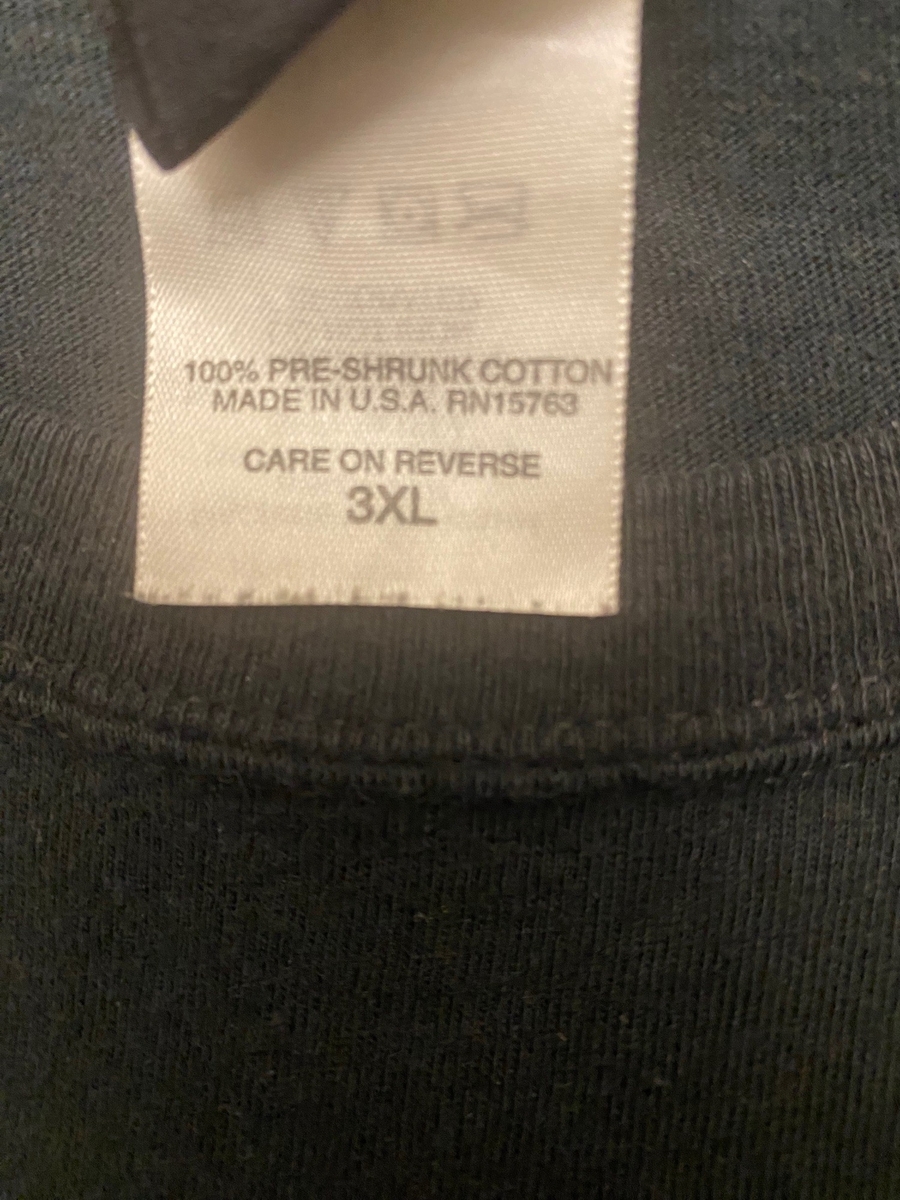 100% PRE-SHRUNK COTTON
MADE IN U.S.A. RN15763
CARE ON REVERSE
3XL